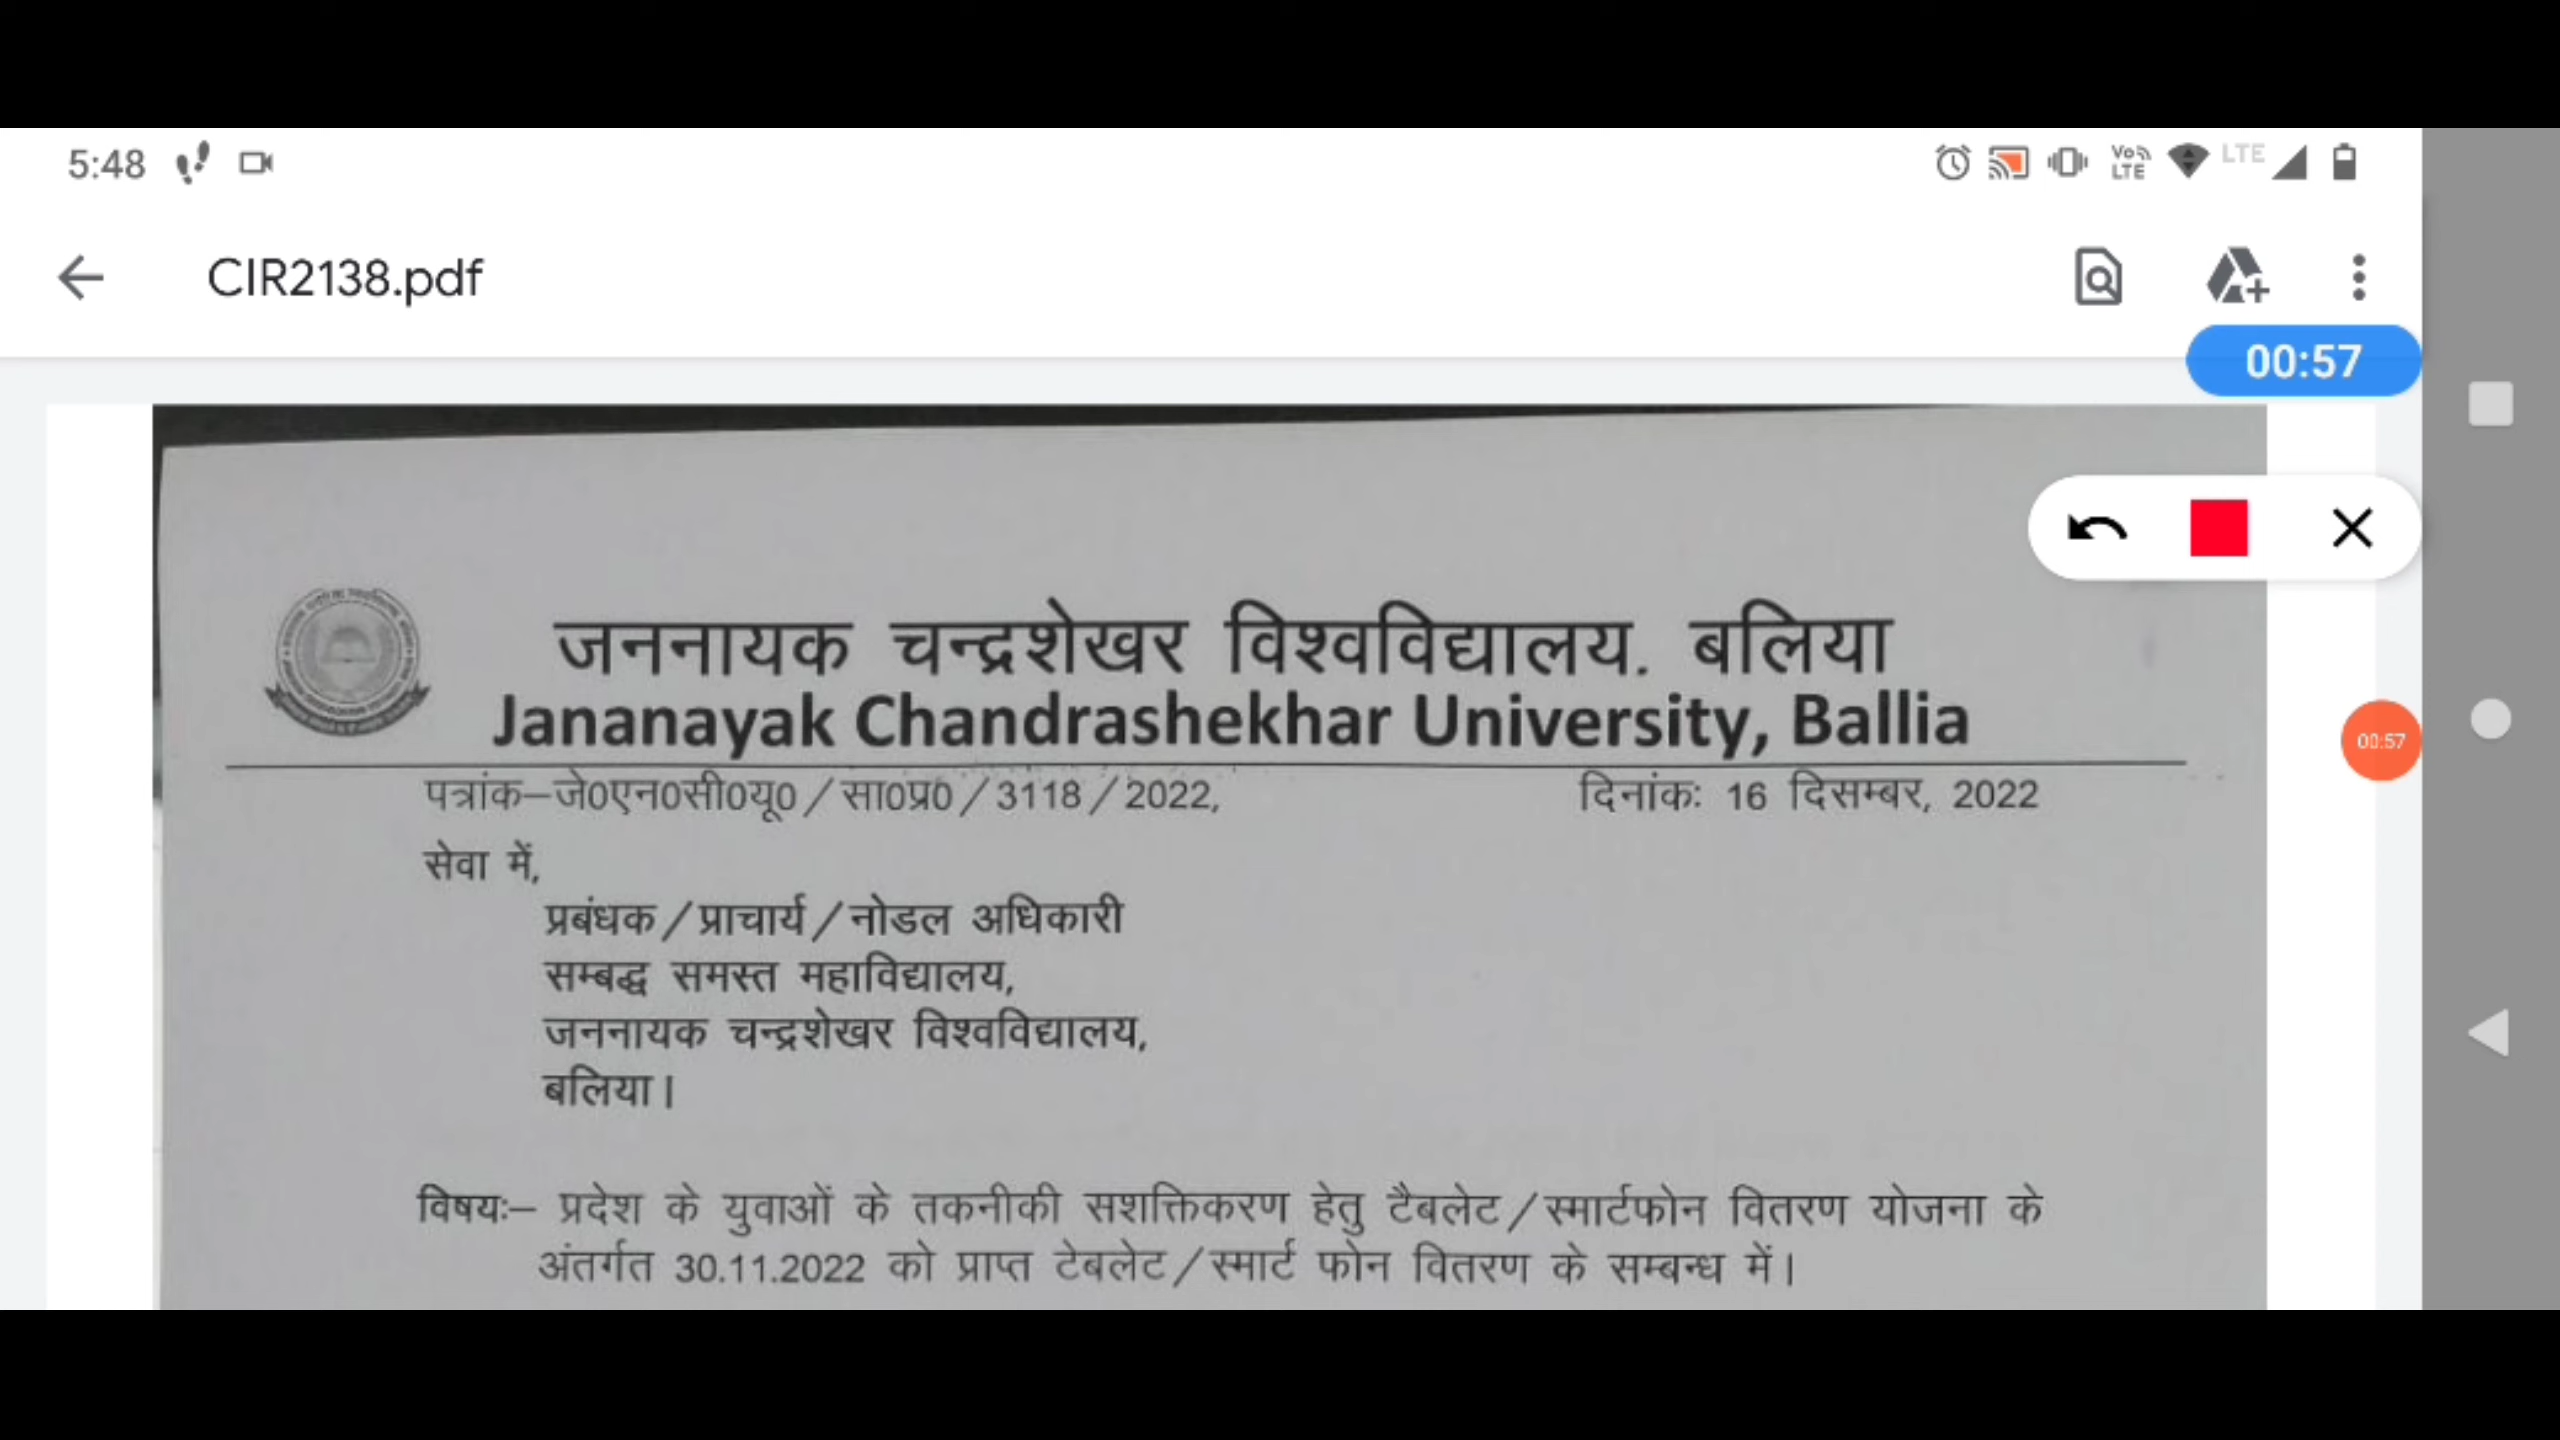 5:48
Vo LTE
LTE
CIR2138.pdf
00:57
जननायक चन्द्रशेखर विश्वविद्यालय. बलिया
Jananayak Chandrashekhar University, Ballia
00:57
पत्रांक–जे0एन0सी0यू0/सा0प्र0/3118/2022,
दिनांकः 16 दिसम्बर, 2022
सेवा में,
प्रबंधक/प्राचार्य/नोडल अधिकारी
सम्बद्ध समस्त महाविद्यालय,
जननायक चन्द्रशेखर विश्वविद्यालय,
बलिया।
विषयः– प्रदेश के युवाओं के तकनीकी सशक्तिकरण हेतु टैबलेट/स्मार्टफोन वितरण योजना के
अंतर्गत 30.11.2022 को प्राप्त टेबलेट/स्मार्ट फोन वितरण के सम्बन्ध में।